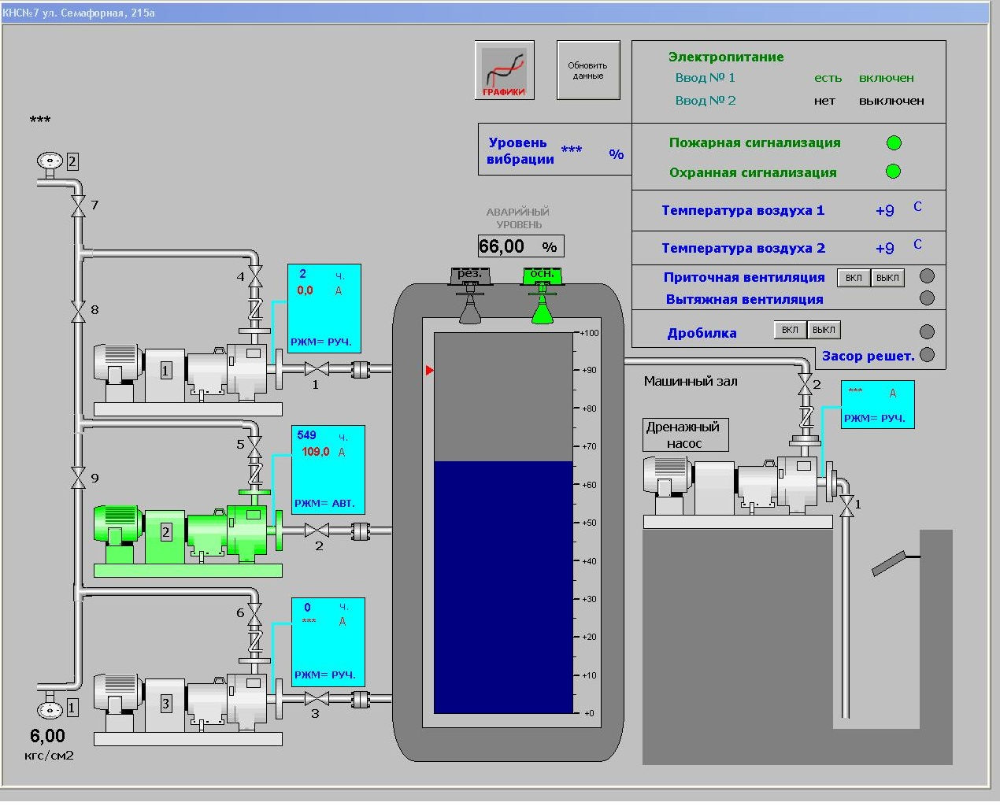 КНС№7 ул. Семафорная, 215а
ГРАФИКИ
Обновить
данные
Электропитание
Ввод № 1 есть включен
Ввод № 2 нет выключен
***
Уровень
вибрации *** %
Пожарная сигнализация
Охранная сигнализация
2
7
АВАРИЙНЫЙ
УРОВЕНЬ
66,00 %
Температура воздуха 1 +9 C
Температура воздуха 2 +9 C
Приточная вентиляция ВКЛ ВЫКЛ
Вытяжная вентиляция
Дробилка ВКЛ ВЫКЛ
Засор решет.
4
2 ч.
0,0 А
РЖМ= РУЧ.
рез.
осн.
8
1
1
+100
+90
+80
+70
+60
+50
+40
+30
+20
+10
+0
Машинный зал
2
*** А
РЖМ= РУЧ.
Дренажный
насос
1
5
549 ч.
109,0 А
РЖМ= АВТ.
9
2
2
6
0 ч.
*** А
РЖМ= РУЧ.
3
3
1
6,00
кгс/см2